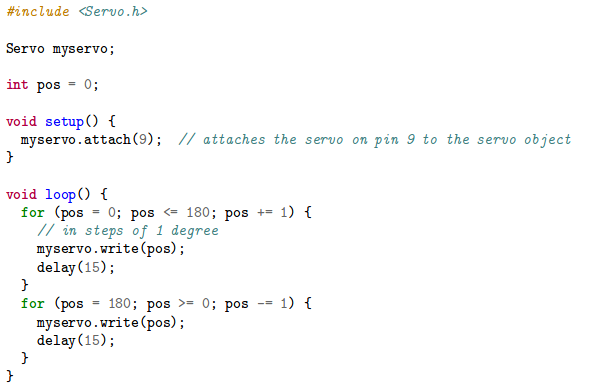 #include <Servo.h>

Servo myservo;

int pos = 0;

void setup() {
  myservo.attach(9);  // attaches the servo on pin 9 to the servo object
}

void loop() {
  for (pos = 0; pos <= 180; pos += 1) {
    // in steps of 1 degree
    myservo.write(pos);
    delay(15);
  }
  for (pos = 180; pos >= 0; pos -= 1) {
    myservo.write(pos);
    delay(15);
  }
}